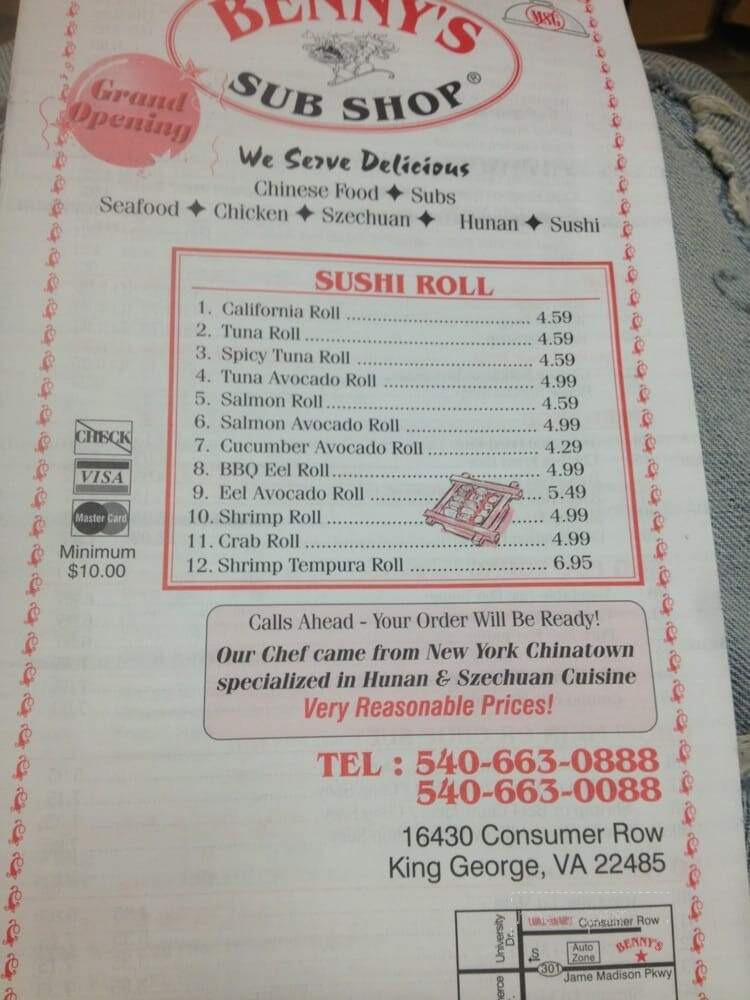 BENNY'S
SUB SHOP®
MSG
Grand
Opening
We Serve Delicious
Chinese Food ✦ Subs
Seafood ✦ Chicken ✦ Szechuan ✦ Hunan ✦ Sushi
SUSHI ROLL
1. California Roll ................................ 4.59
2. Tuna Roll ........................................ 4.59
3. Spicy Tuna Roll ............................... 4.59
4. Tuna Avocado Roll .......................... 4.99
5. Salmon Roll..................................... 4.59
6. Salmon Avocado Roll ....................... 4.99
7. Cucumber Avocado Roll ................... 4.29
8. BBQ Eel Roll.................................... 4.99
9. Eel Avocado Roll .............................. 5.49
10. Shrimp Roll .................................... 4.99
11. Crab Roll ........................................ 4.99
12. Shrimp Tempura Roll ....................... 6.95
CHECK
VISA
Master Card
Minimum
$10.00
Calls Ahead - Your Order Will Be Ready!
Our Chef came from New York Chinatown
specialized in Hunan & Szechuan Cuisine
Very Reasonable Prices!
TEL : 540-663-0888
540-663-0088
16430 Consumer Row
King George, VA 22485
University
Dr.
WAL-MART
Consumer Row
Auto
Zone
BENNY'S
301
Jame Madison Pkwy